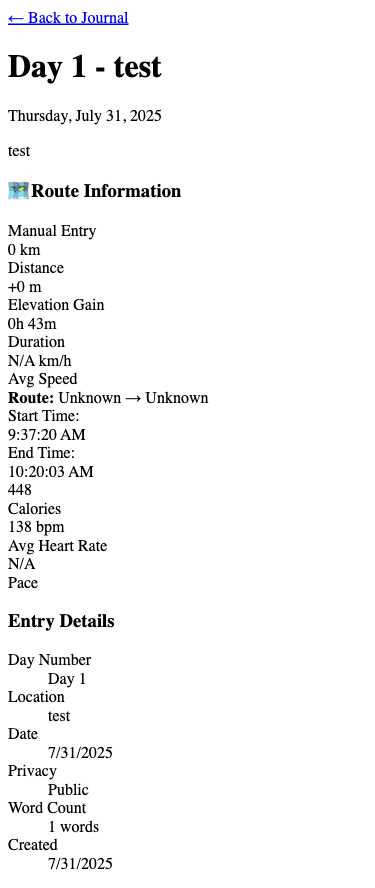 ← Back to Journal
Day 1 - test
Thursday, July 31, 2025
test
Route Information
Manual Entry
0 km
Distance
+0 m
Elevation Gain
0h 43m
Duration
N/A km/h
Avg Speed
Route: Unknown → Unknown
Start Time:
9:37:20 AM
End Time:
10:20:03 AM
448
Calories
138 bpm
Avg Heart Rate
N/A
Pace
Entry Details
Day Number
Day 1
Location
test
Date
7/31/2025
Privacy
Public
Word Count
1 words
Created
7/31/2025